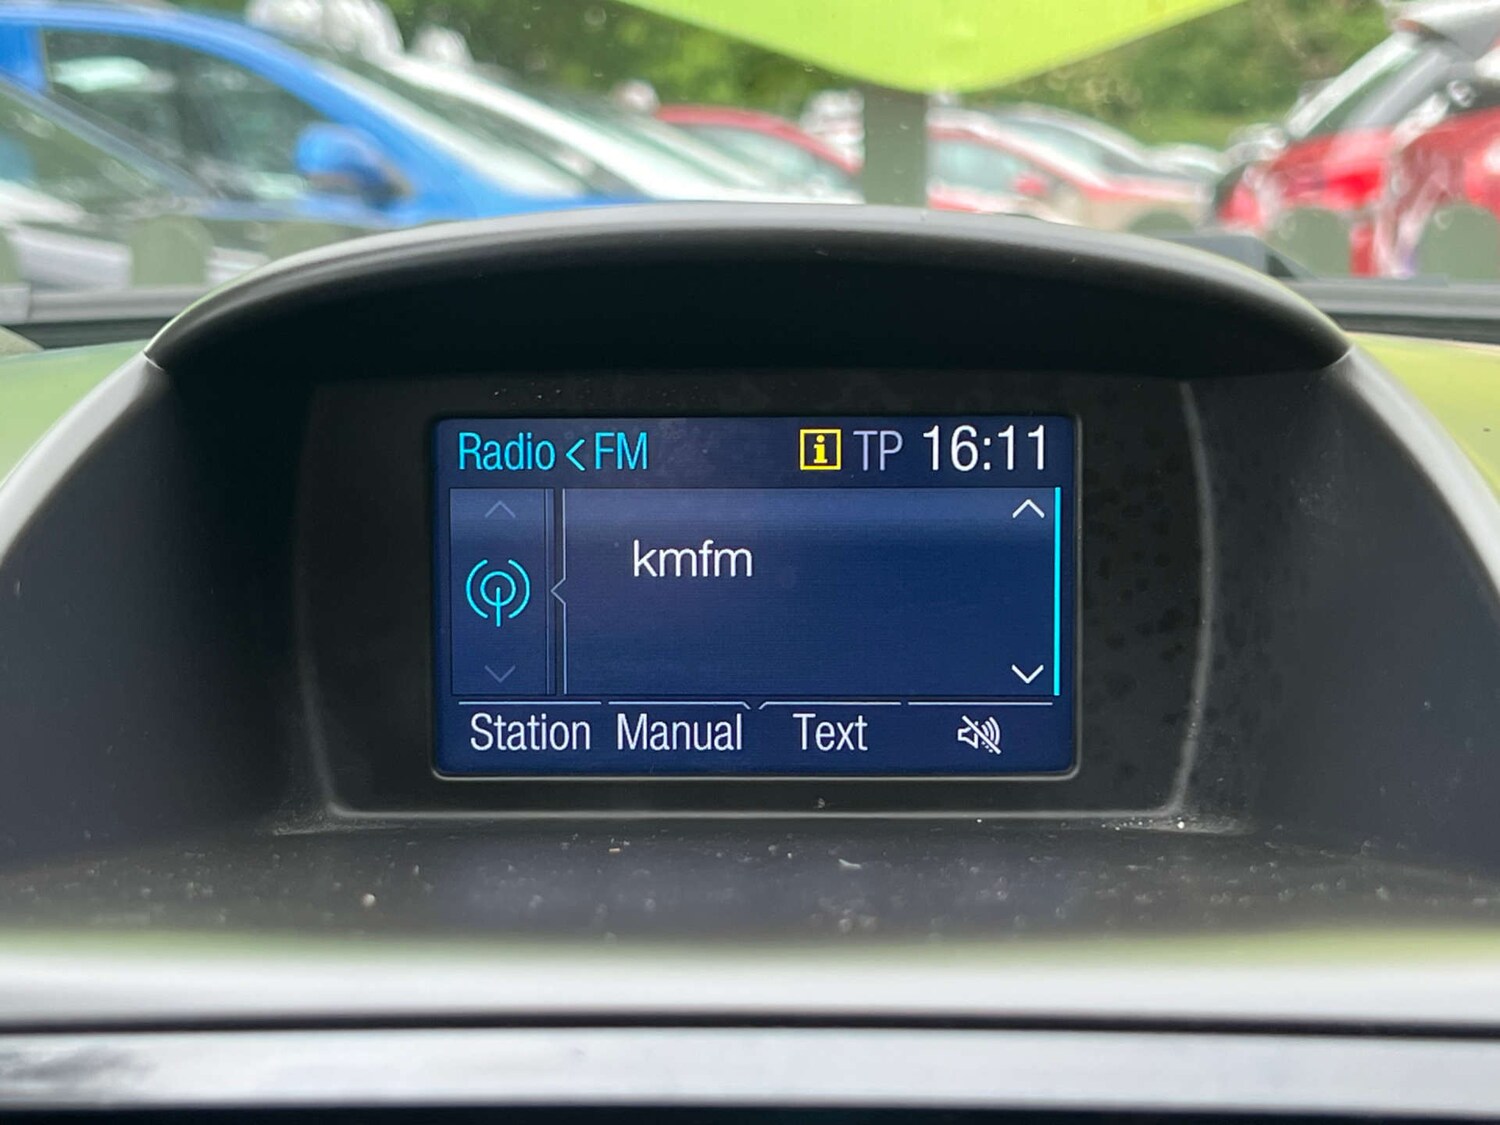 Radio < FM i TP 16:11
kmfm
Station Manual Text